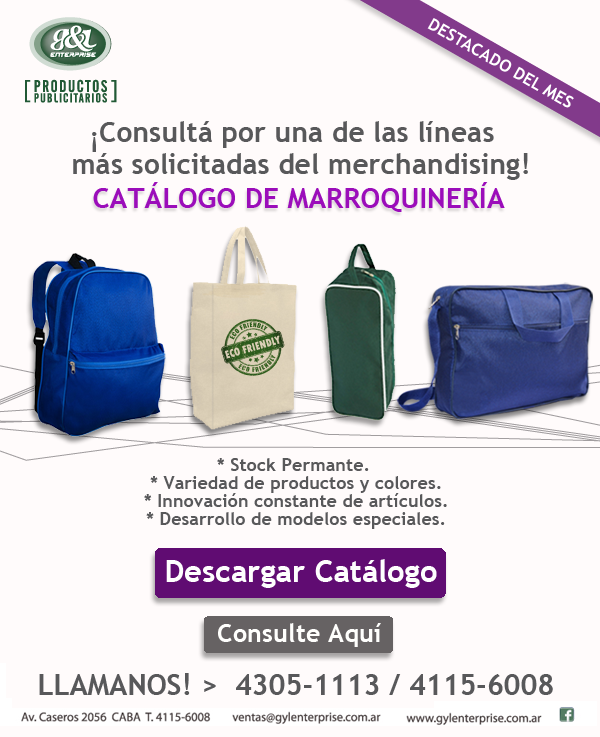 g&l
ENTERPRISE
[PRODUCTOS
PUBLICITARIOS]
DESTACADO DEL MES
¡Consultá por una de las líneas
más solicitadas del merchandising!
CATÁLOGO DE MARROQUINERÍA
ECO FRIENDLY
ECO FRIENDLY
ECO FRIENDLY
* Stock Permante.
* Variedad de productos y colores.
* Innovación constante de artículos.
* Desarrollo de modelos especiales.
Descargar Catálogo
Consulte Aquí
LLAMANOS! > 4305-1113 / 4115-6008
Av. Caseros 2056 CABA T. 4115-6008 ventas@gylenterprise.com.ar www.gylenterprise.com.ar f